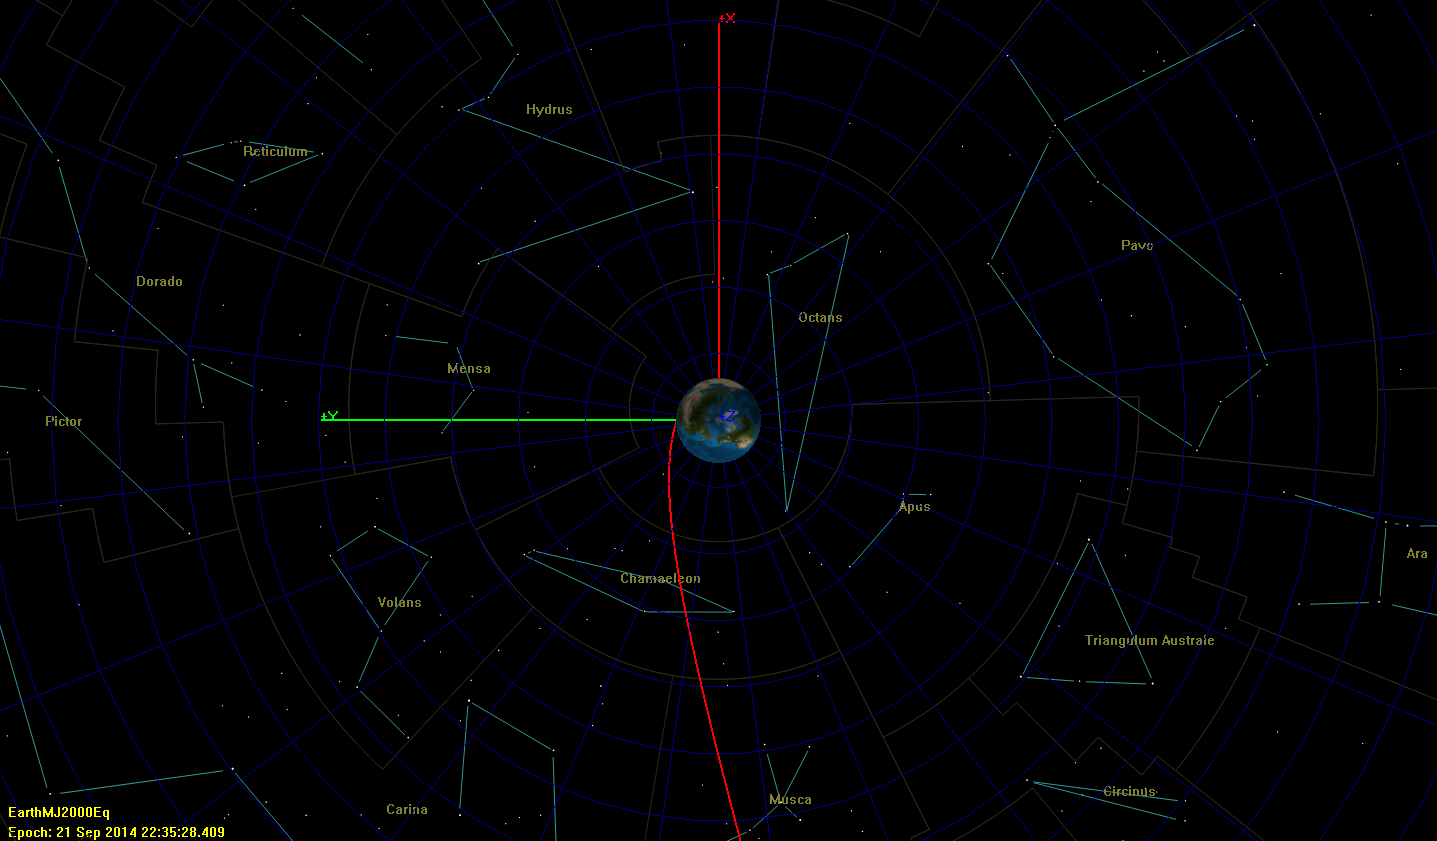 +X
Hydrus
Reticulum
Pavo
Dorado
Octans
Mensa
+Y
+Z
Pictor
Apus
Ara
Chamaeleon
Volans
Triangulum Australe
Circinus
Musca
Carina
EarthMJ2000Eq
Epoch: 21 Sep 2014 22:35:28.409